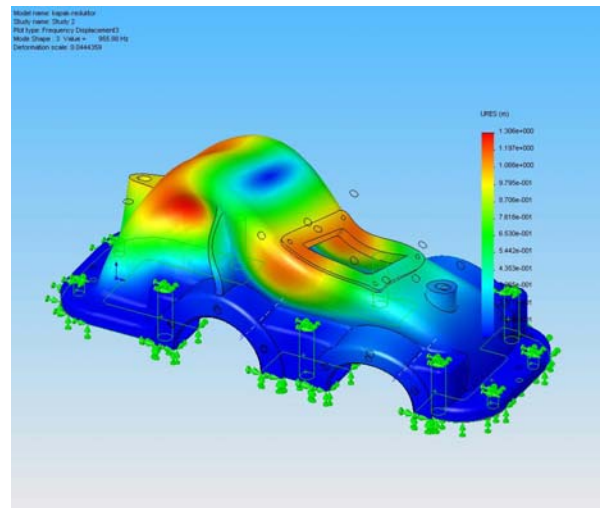 Model name: kapak-reduktor
Study name: Study 2
Plot type: Frequency Displacement3
Mode Shape : 3 Value = 955.88 Hz
Deformation scale: 0.0444359
URES (m)
1.306e+000
1.197e+000
1.088e+000
9.795e-001
8.706e-001
7.618e-001
6.530e-001
5.442e-001
4.353e-001